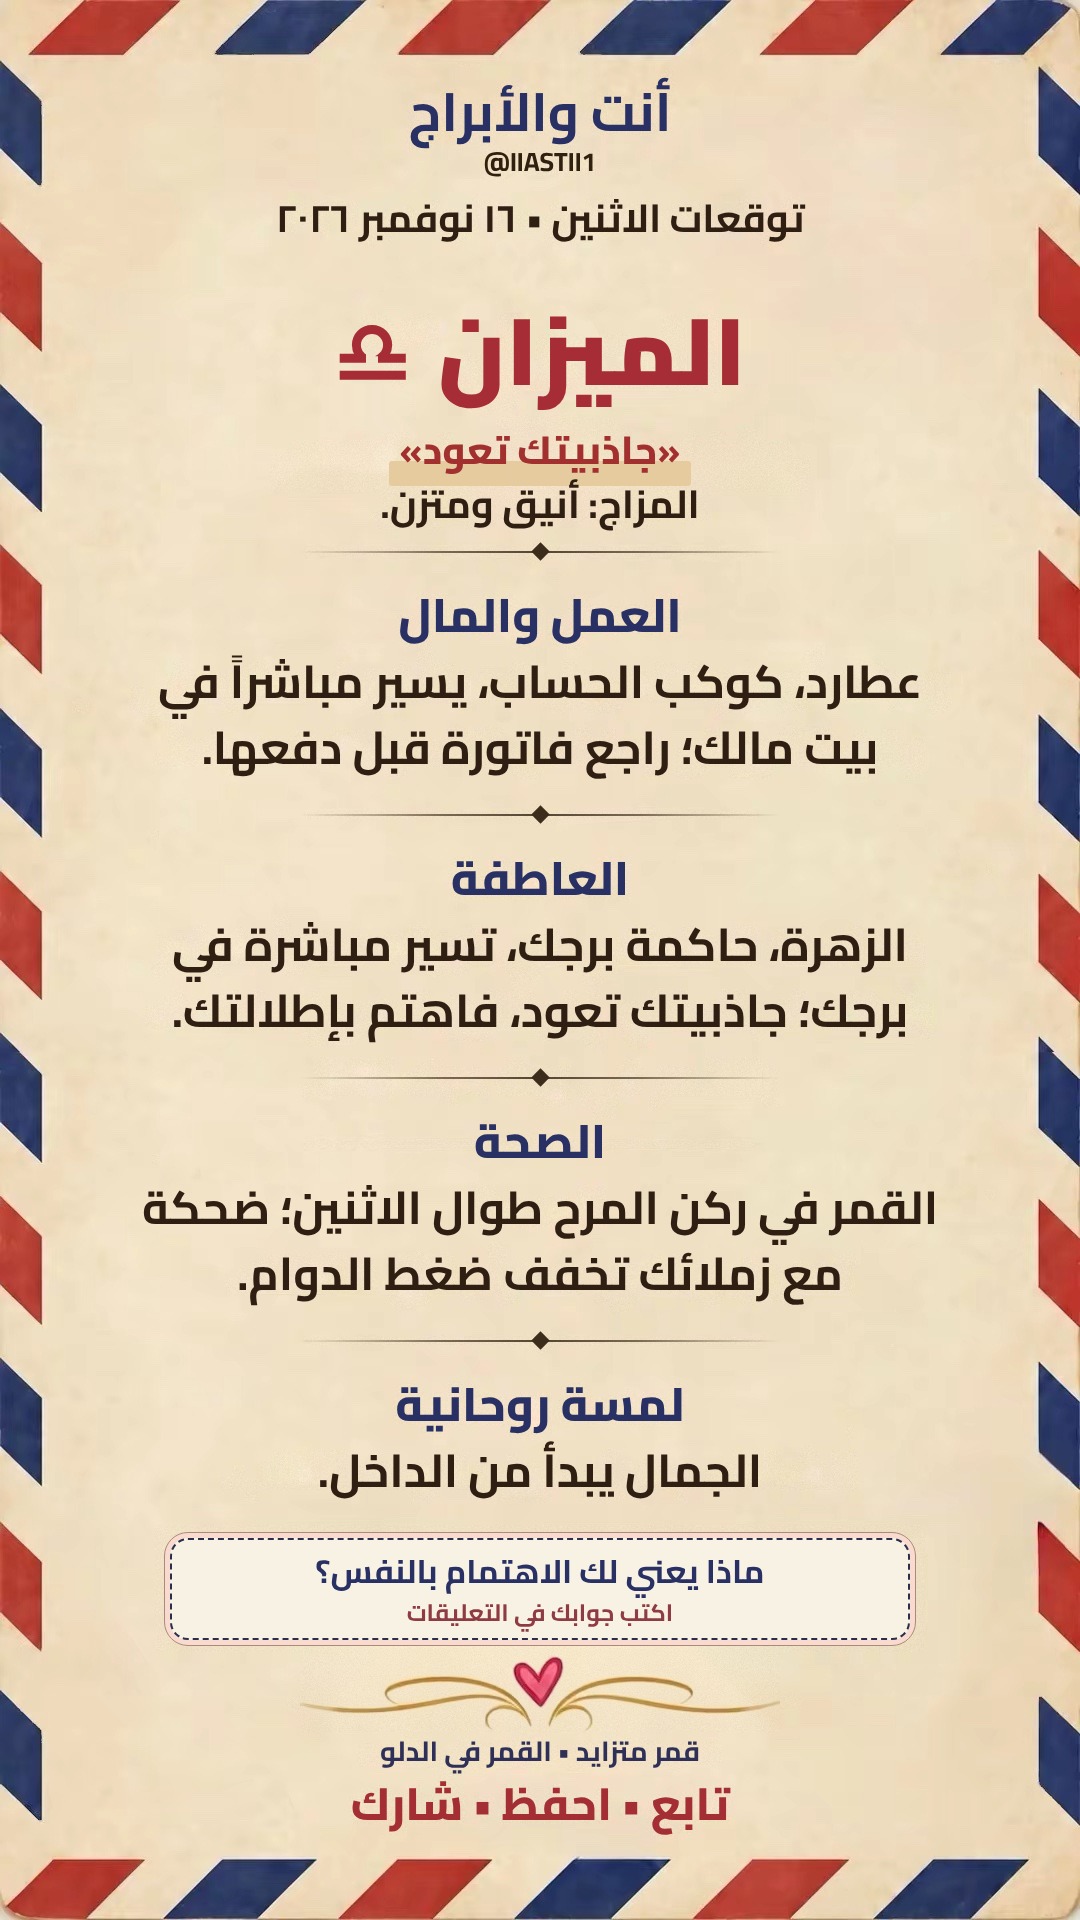 أنت والأبراج
@IIASTII1
توقعات الاثنين ▪ ١٦ نوفمبر ٢٠٢٦
الميزان ♎
«جاذبيتك تعود»
المزاج: أنيق ومتزن.
العمل والمال
عطارد، كوكب الحساب، يسير مباشراً في
بيت مالك؛ راجع فاتورة قبل دفعها.
العاطفة
الزهرة، حاكمة برجك، تسير مباشرة في
برجك؛ جاذبيتك تعود، فاهتم بإطلالتك.
الصحة
القمر في ركن المرح طوال الاثنين؛ ضحكة
مع زملائك تخفف ضغط الدوام.
لمسة روحانية
الجمال يبدأ من الداخل.
ماذا يعني لك الاهتمام بالنفس؟
اكتب جوابك في التعليقات
قمر متزايد ▪ القمر في الدلو
تابع ▪ احفظ ▪ شارك